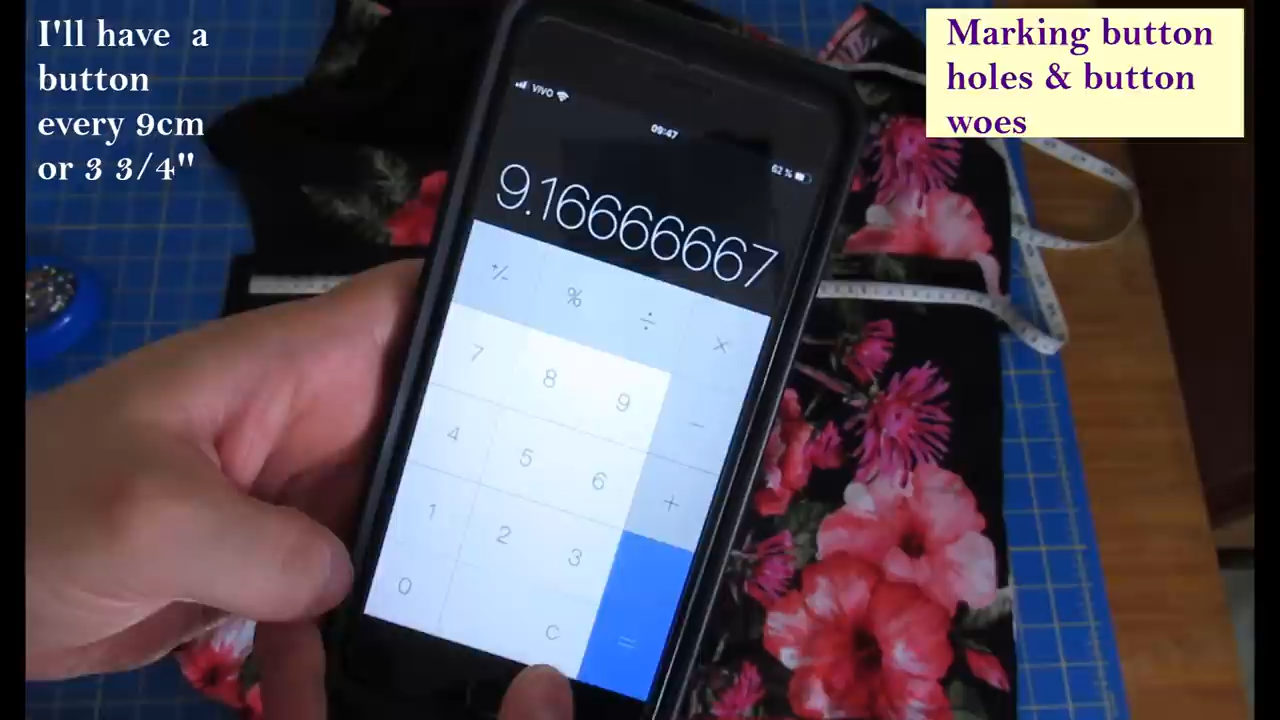 I'll have a
button
every 9cm
or 3 3/4"
Marking button
holes & button
woes
VIVO
09:47
62 %
9.16666667
+/- % ÷ ×
7 8 9 −
4 5 6 +
1 2 3
0 C =